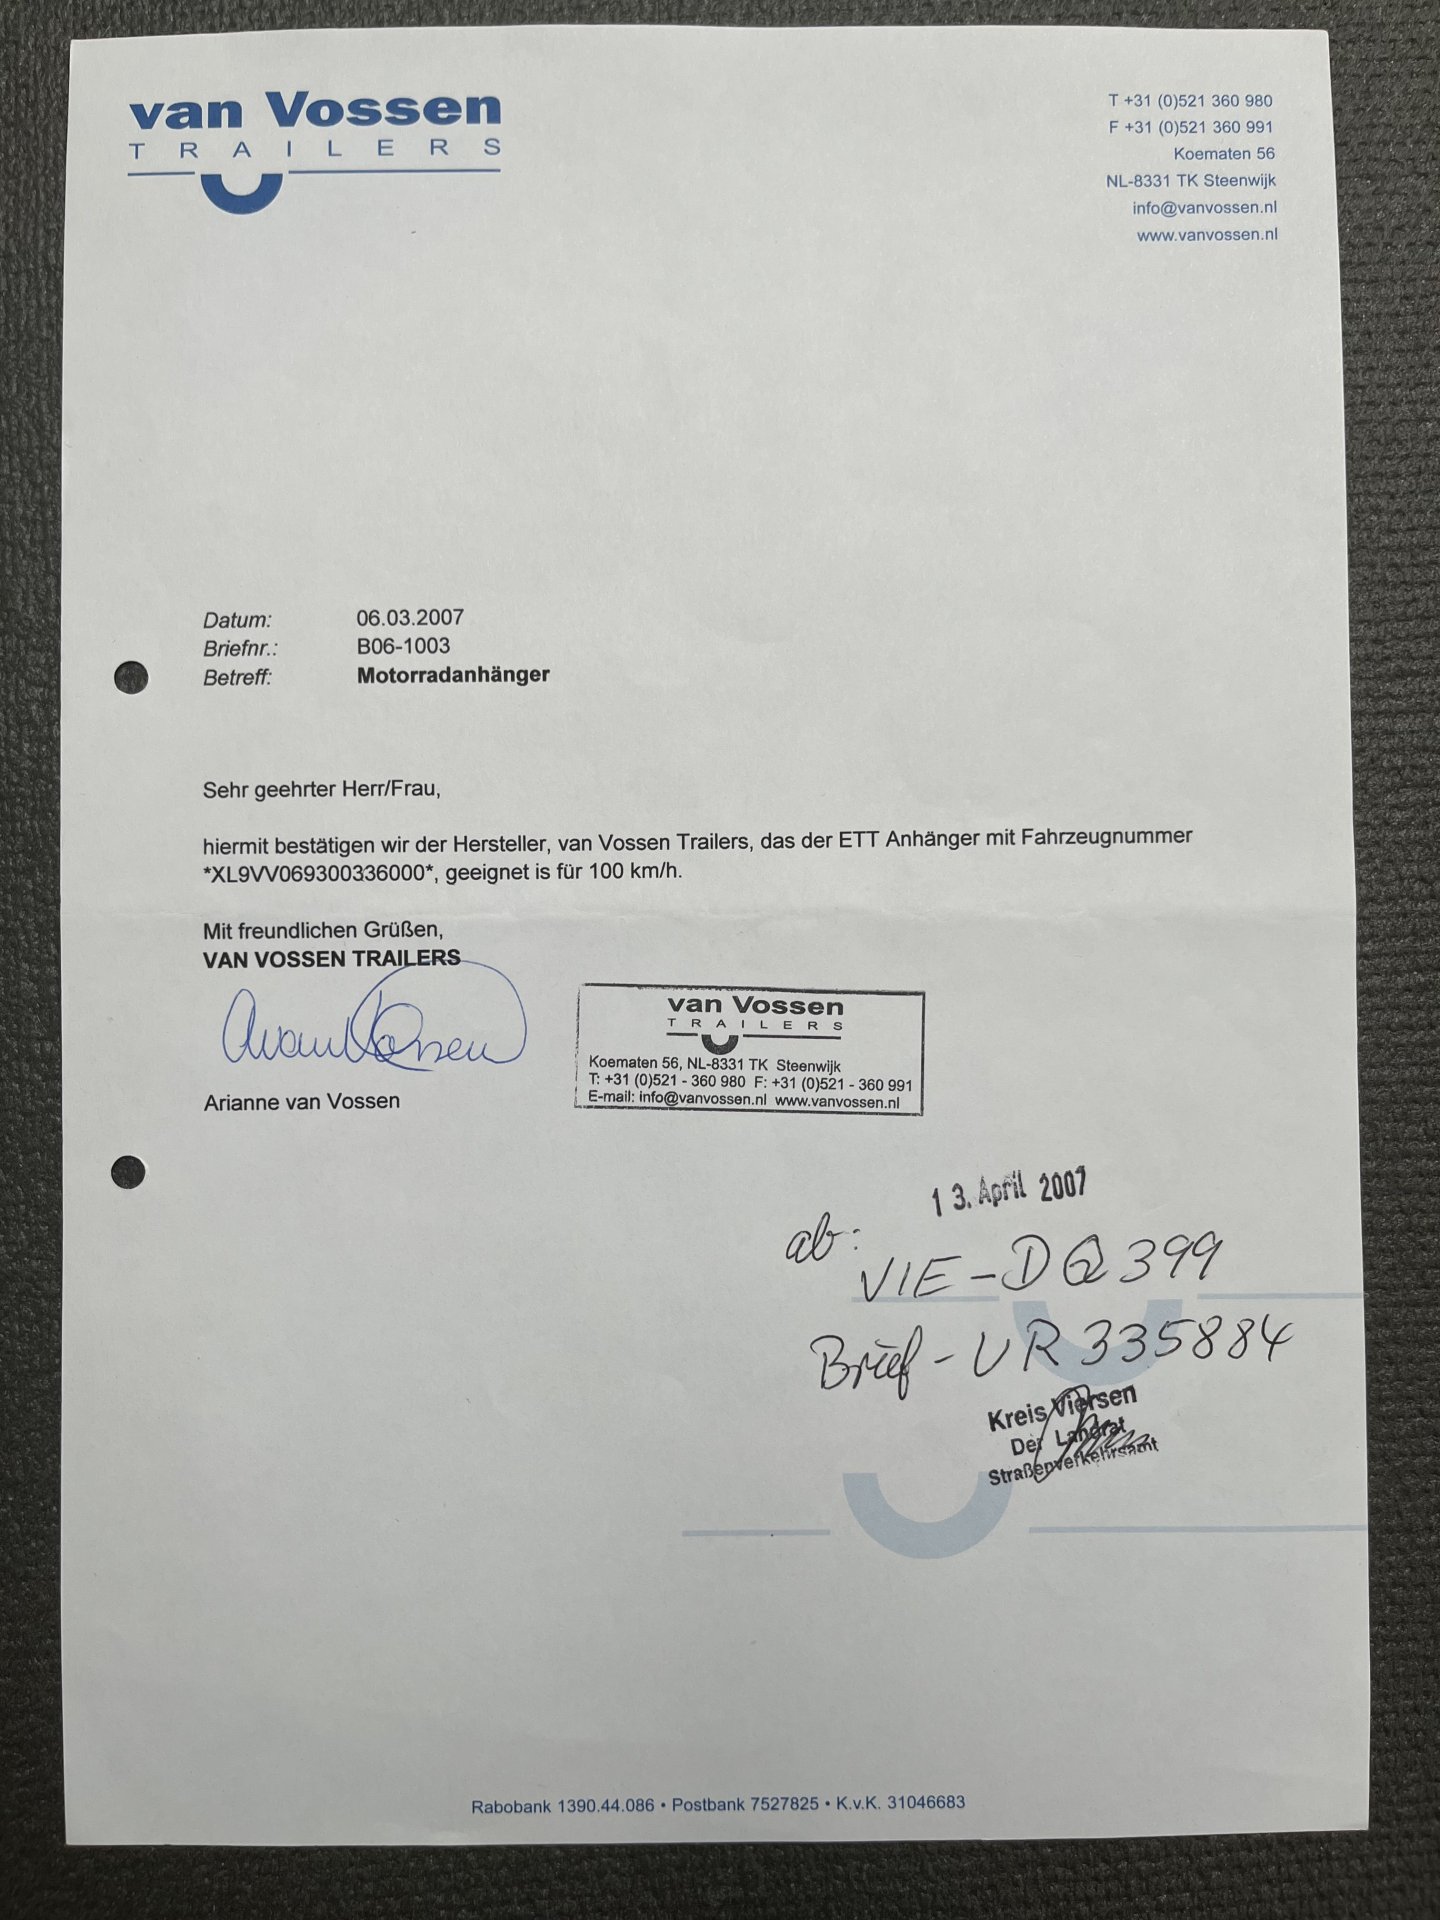 van Vossen
TRAILERS
T +31 (0)521 360 980
F +31 (0)521 360 991
Koematen 56
NL-8331 TK Steenwijk
info@vanvossen.nl
www.vanvossen.nl
Datum: 06.03.2007
Briefnr.: B06-1003
Betreff: Motorradanhänger
Sehr geehrter Herr/Frau,
hiermit bestätigen wir der Hersteller, van Vossen Trailers, das der ETT Anhänger mit Fahrzeugnummer
*XL9VV069300336000*, geeignet is für 100 km/h.
Mit freundlichen Grüßen,
VAN VOSSEN TRAILERS
AvanVossen
Arianne van Vossen
van Vossen
TRAILERS
Koematen 56, NL-8331 TK Steenwijk
T: +31 (0)521 - 360 980 F: +31 (0)521 - 360 991
E-mail: info@vanvossen.nl www.vanvossen.nl
13. April 2007
ab:
VIE-DQ399
Brief-UR335884
Kreis Viersen
Der Landrat
Straßenverkehrsamt
Rabobank 1390.44.086 • Postbank 7527825 • K.v.K. 31046683